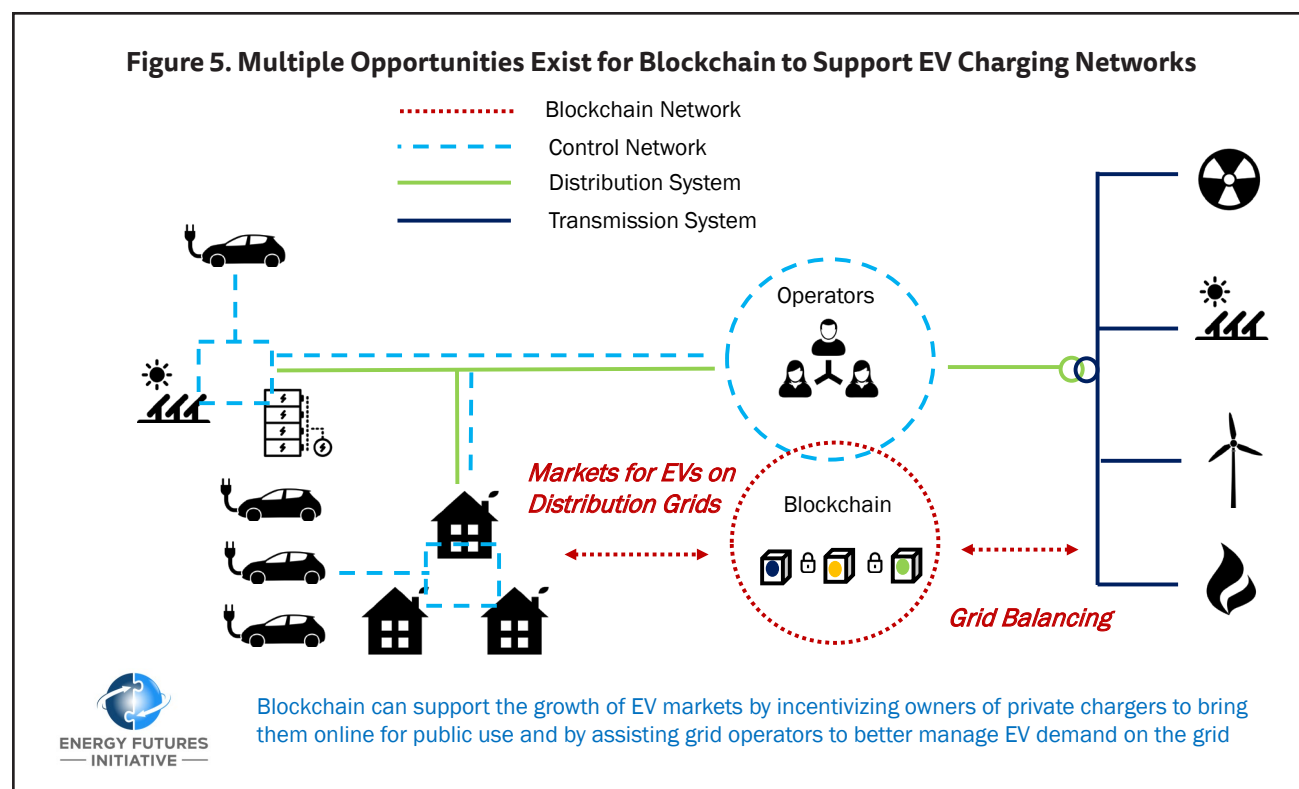 Figure 5. Multiple Opportunities Exist for Blockchain to Support EV Charging Networks
Blockchain Network
Control Network
Distribution System
Transmission System
Operators
Markets for EVs on
Distribution Grids
Blockchain
Grid Balancing
ENERGY FUTURES
INITIATIVE
Blockchain can support the growth of EV markets by incentivizing owners of private chargers to bring
them online for public use and by assisting grid operators to better manage EV demand on the grid